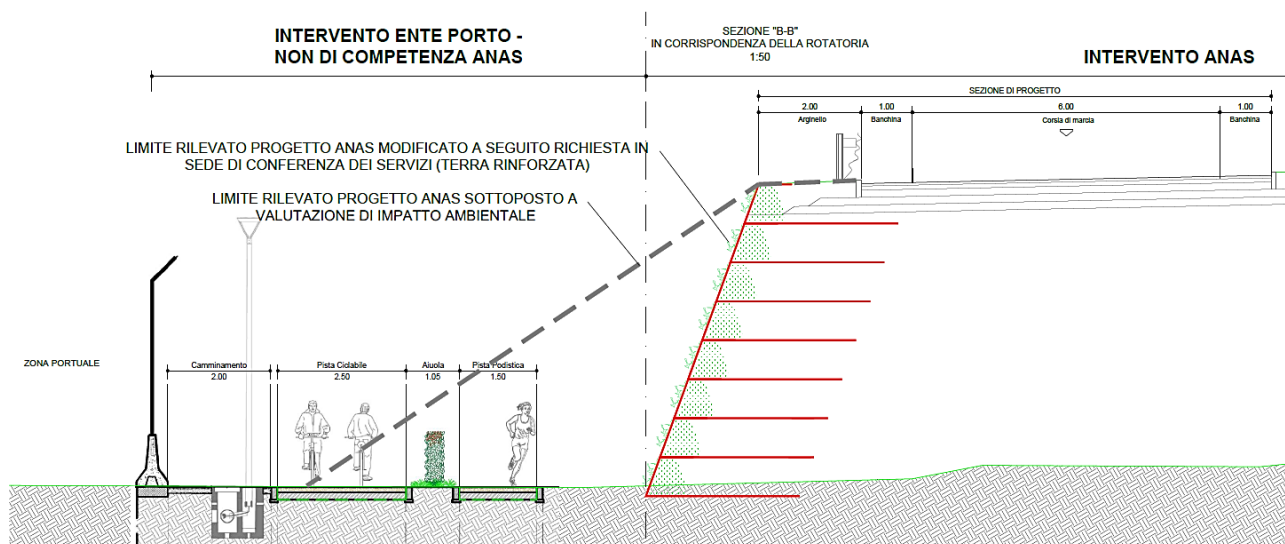 INTERVENTO ENTE PORTO -
NON DI COMPETENZA ANAS
SEZIONE "B-B"
IN CORRISPONDENZA DELLA ROTATORIA
1:50
INTERVENTO ANAS
SEZIONE DI PROGETTO
2.00 1.00 6.00 1.00
Arginello Banchina Corsia di marcia Banchina
LIMITE RILEVATO PROGETTO ANAS MODIFICATO A SEGUITO RICHIESTA IN
SEDE DI CONFERENZA DEI SERVIZI (TERRA RINFORZATA)
LIMITE RILEVATO PROGETTO ANAS SOTTOPOSTO A
VALUTAZIONE DI IMPATTO AMBIENTALE
ZONA PORTUALE
Camminamento Pista Ciclabile Aiuola Pista Podistica
2.00 2.50 1.05 1.50